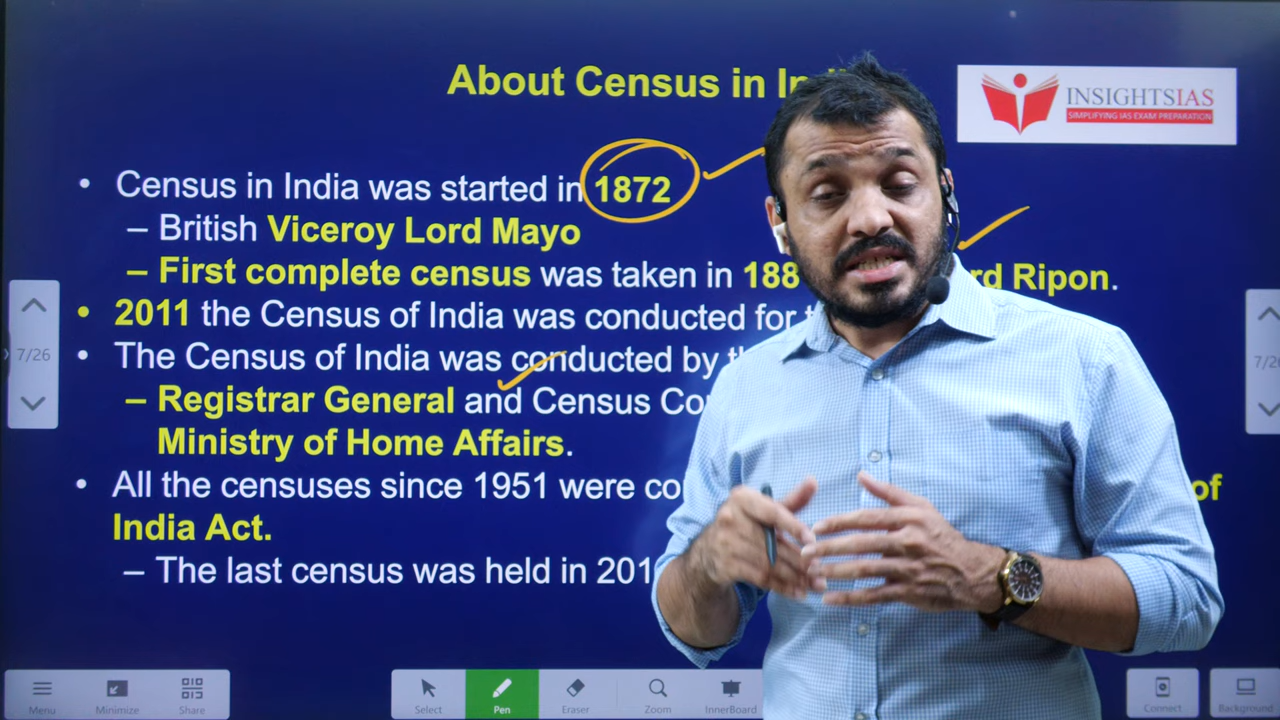 About Census in
INSIGHTSIAS
SIMPLIFYING IAS EXAM PREPARATION
• Census in India was started in 1872
– British Viceroy Lord Mayo
– First complete census was taken in 188 rd Ripon.
• 2011 the Census of India was conducted for
• The Census of India was conducted by
– Registrar General and Census
Ministry of Home Affairs.
• All the censuses since 1951 were of
India Act.
– The last census was held in 201
7/26
7/2
Menu
Minimize
Share
Select
Pen
Eraser
Zoom
InnerBoard
Connect
Background